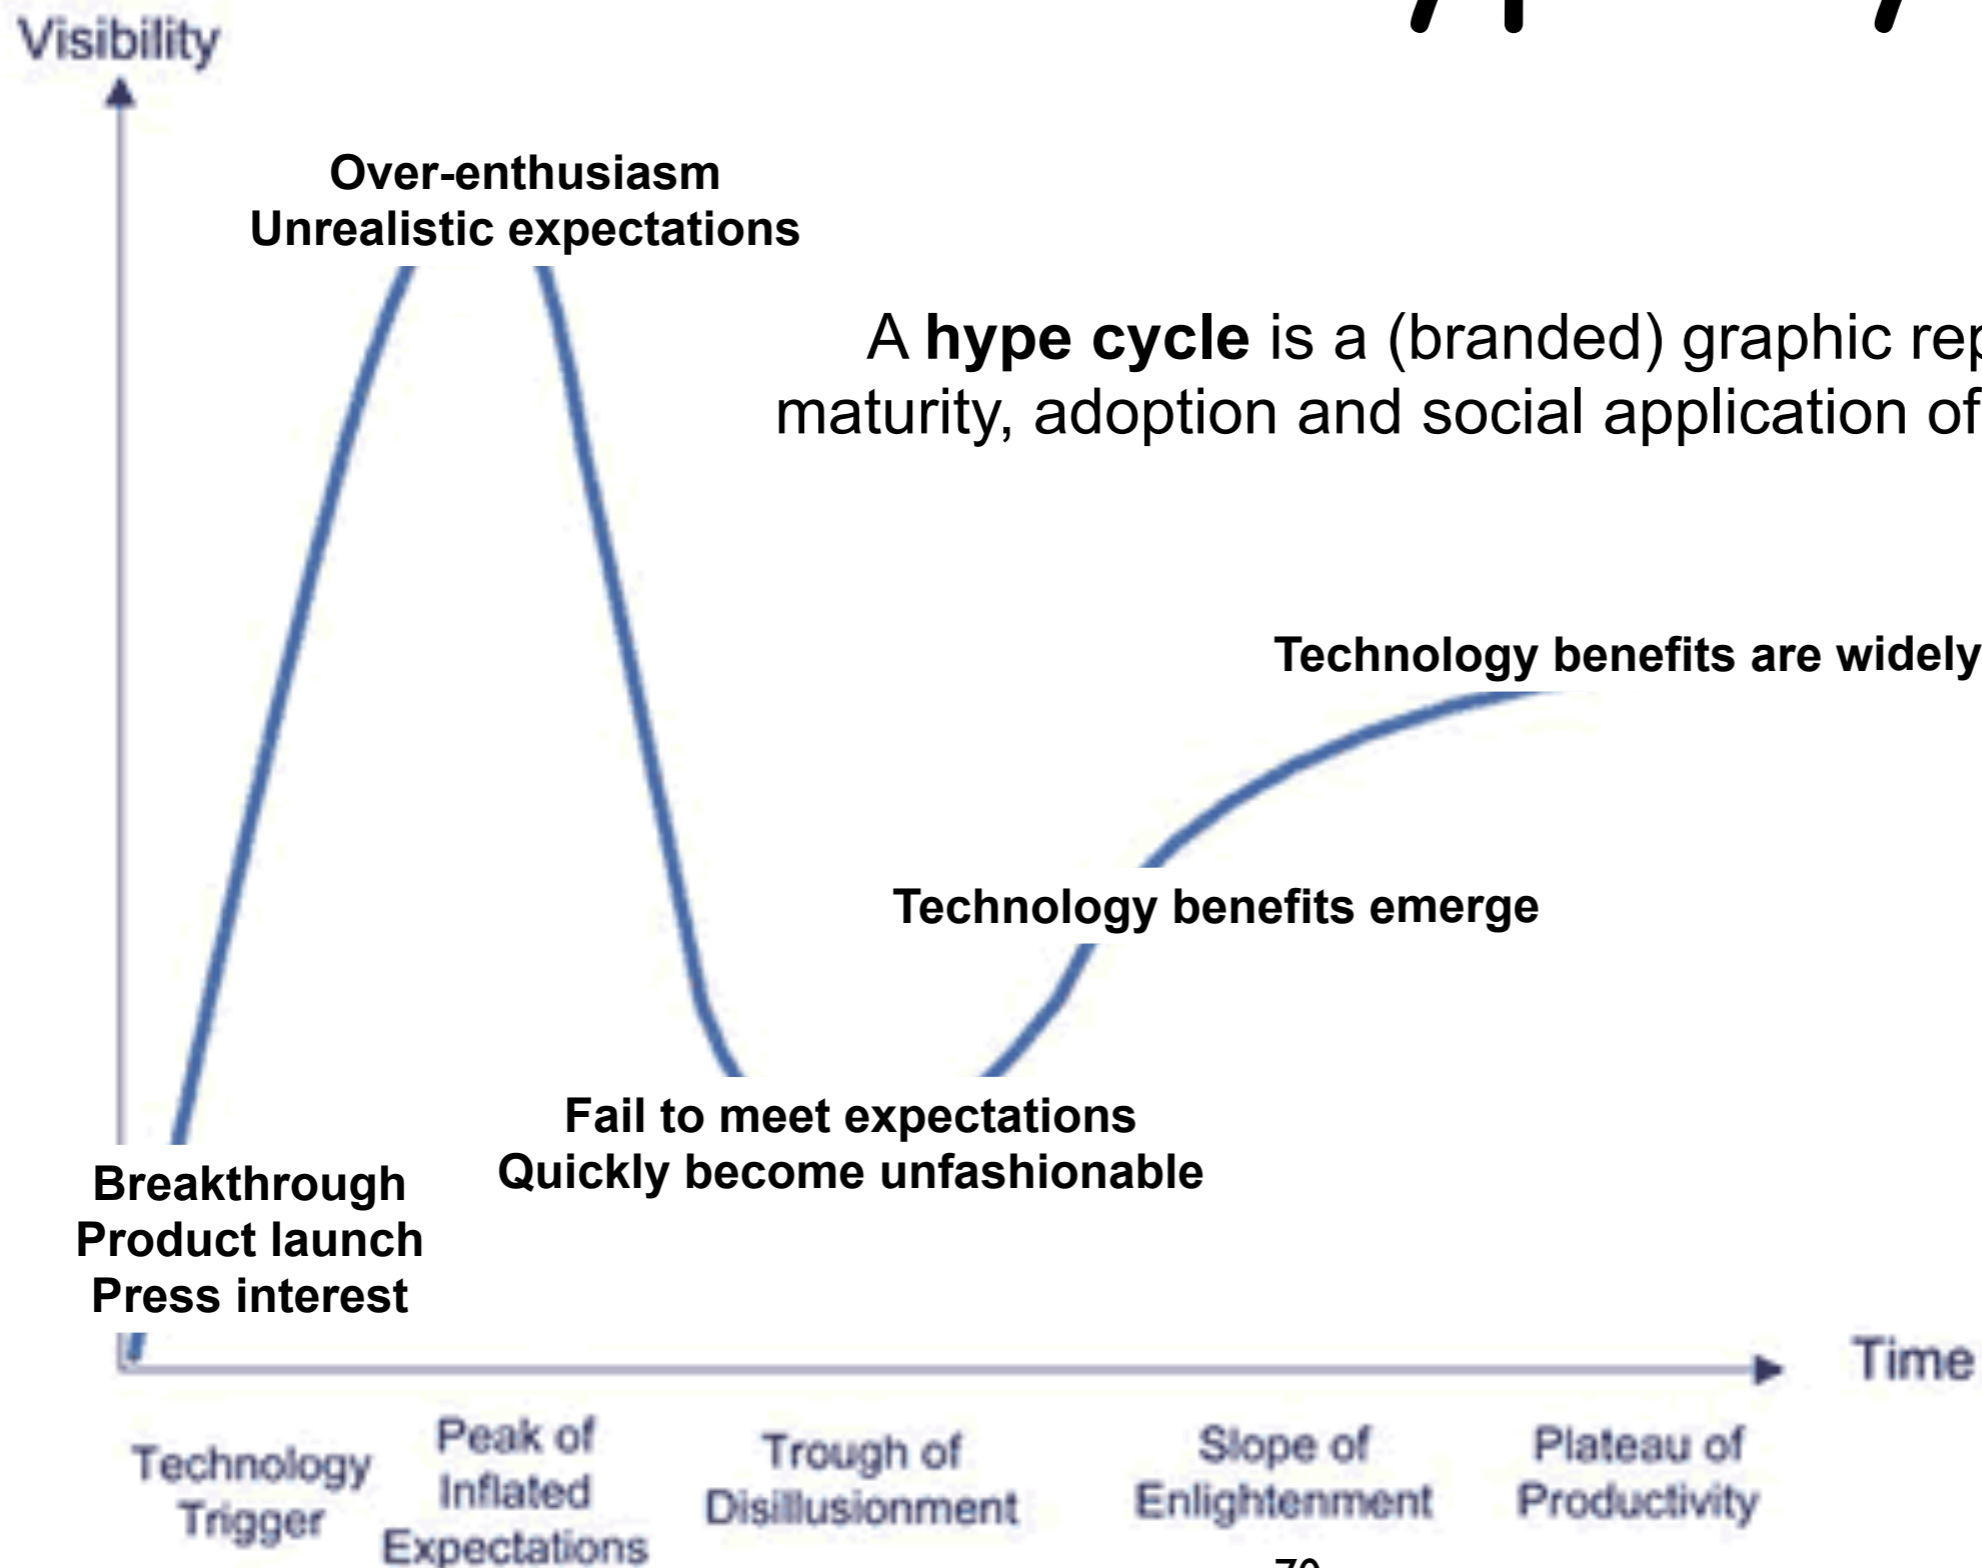 Visibility
Over-enthusiasm
Unrealistic expectations
A hype cycle is a (branded) graphic
maturity, adoption and social application of
Technology benefits are widely
Technology benefits emerge
Fail to meet expectations
Quickly become unfashionable
Breakthrough
Product launch
Press interest
Time
Technology
Trigger
Peak of
Inflated
Expectations
Trough of
Disillusionment
Slope of
Enlightenment
Plateau of
Productivity